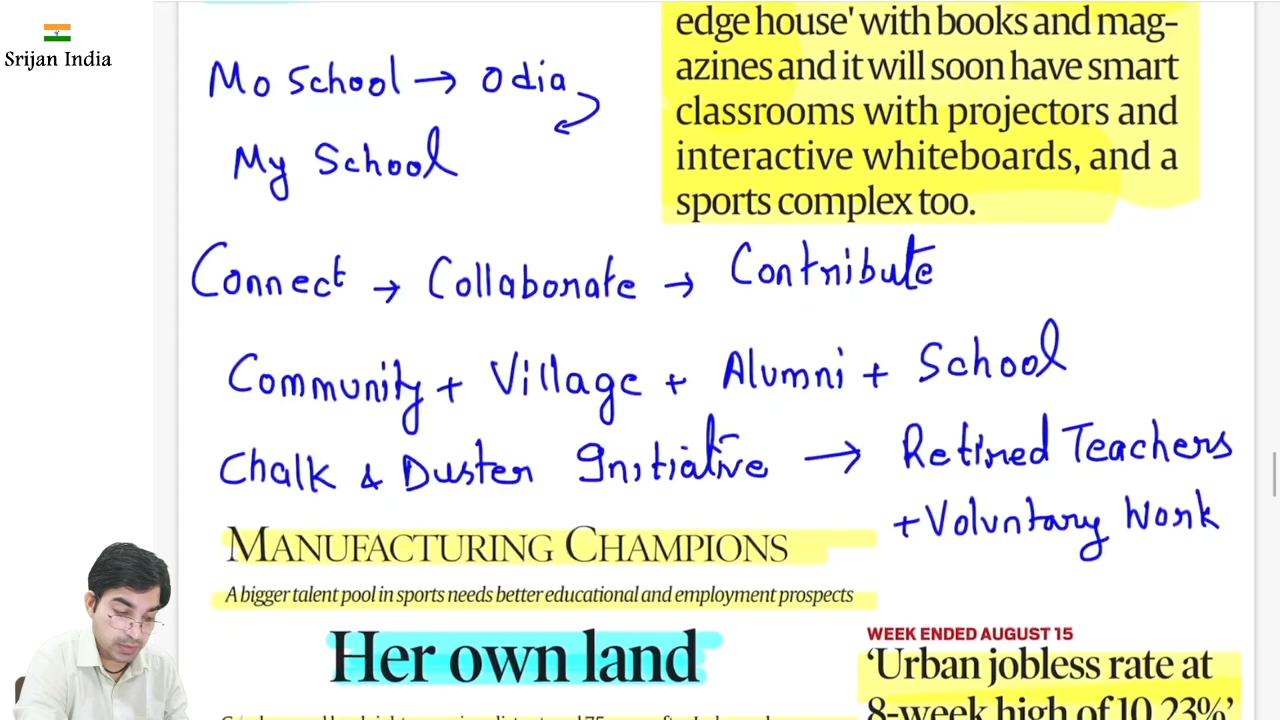 Srijan India
Mo School → Odia
My School
edge house' with books and mag-
azines and it will soon have smart
classrooms with projectors and
interactive whiteboards, and a
sports complex too.
Connect → Collaborate → Contribute
Community + Village + Alumni + School
Chalk & Duster Initiative → Retired Teachers
+ Voluntary Work
MANUFACTURING CHAMPIONS
A bigger talent pool in sports needs better educational and employment prospects
Her own land
WEEK ENDED AUGUST 15
'Urban jobless rate at
8-week high of 10.23%'